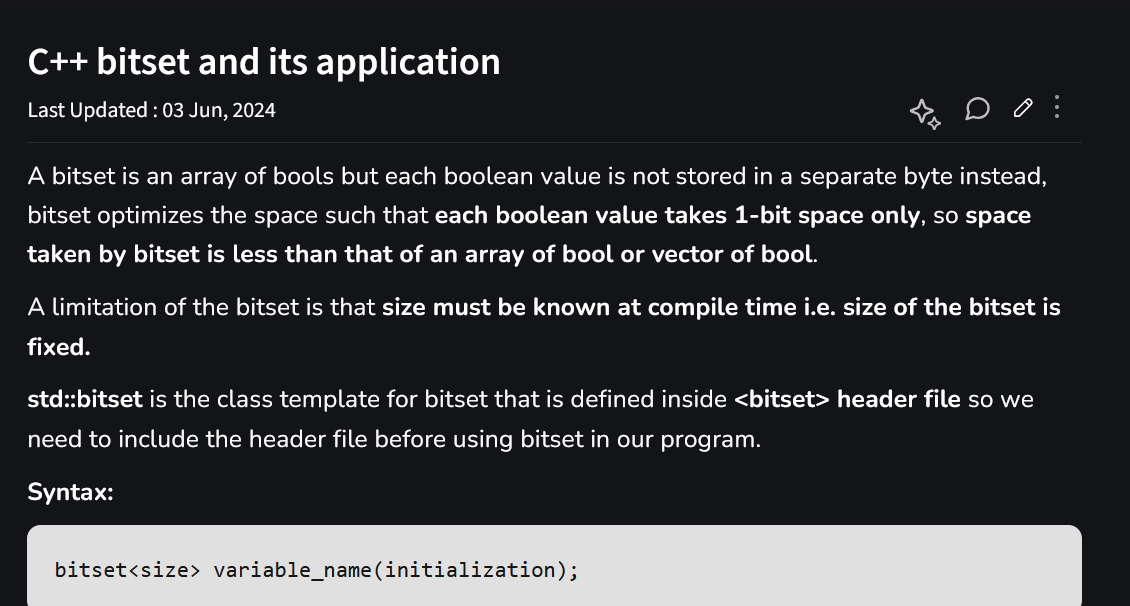 C++ bitset and its application
Last Updated : 03 Jun, 2024
A bitset is an array of bools but each boolean value is not stored in a separate byte instead,
bitset optimizes the space such that each boolean value takes 1-bit space only, so space
taken by bitset is less than that of an array of bool or vector of bool.
A limitation of the bitset is that size must be known at compile time i.e. size of the bitset is
fixed.
std::bitset is the class template for bitset that is defined inside <bitset> header file so we
need to include the header file before using bitset in our program.
Syntax:
bitset<size> variable_name(initialization);